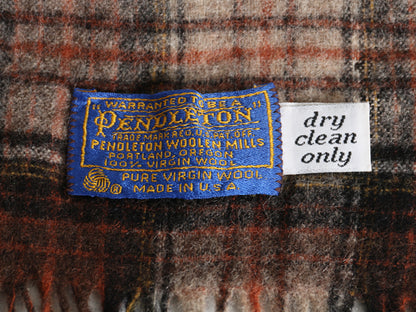 "WARRANTED TO BE A"
PENDLETON
TRADE MARK REG. U.S. PAT. OFF.
PENDLETON WOOLEN MILLS
PORTLAND, OREGON
100% VIRGIN WOOL
PURE VIRGIN WOOL
® MADE IN U.S.A.
dry
clean
only